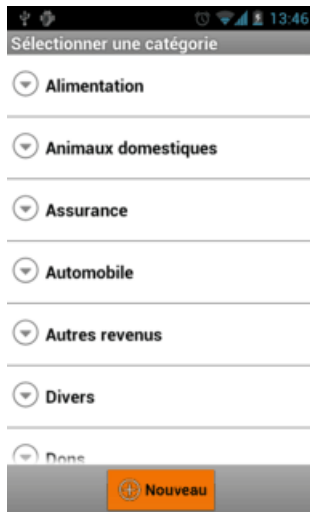 13:46
Sélectionner une catégorie
Alimentation
Animaux domestiques
Assurance
Automobile
Autres revenus
Divers
Dons
Nouveau